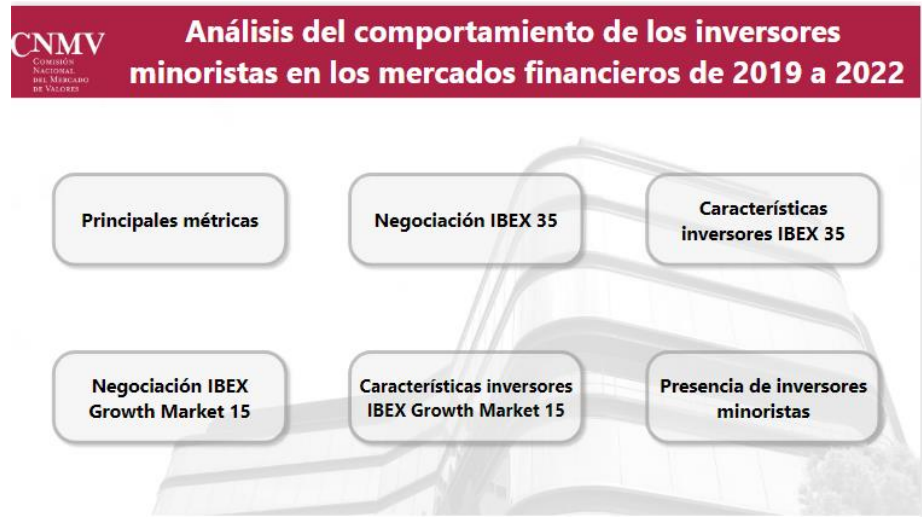 CNMV
COMISIÓN
NACIONAL
DEL MERCADO
DE VALORES
Análisis del comportamiento de los inversores
minoristas en los mercados financieros de 2019 a 2022
Principales métricas
Negociación IBEX 35
Características
inversores IBEX 35
Negociación IBEX
Growth Market 15
Características inversores
IBEX Growth Market 15
Presencia de inversores
minoristas